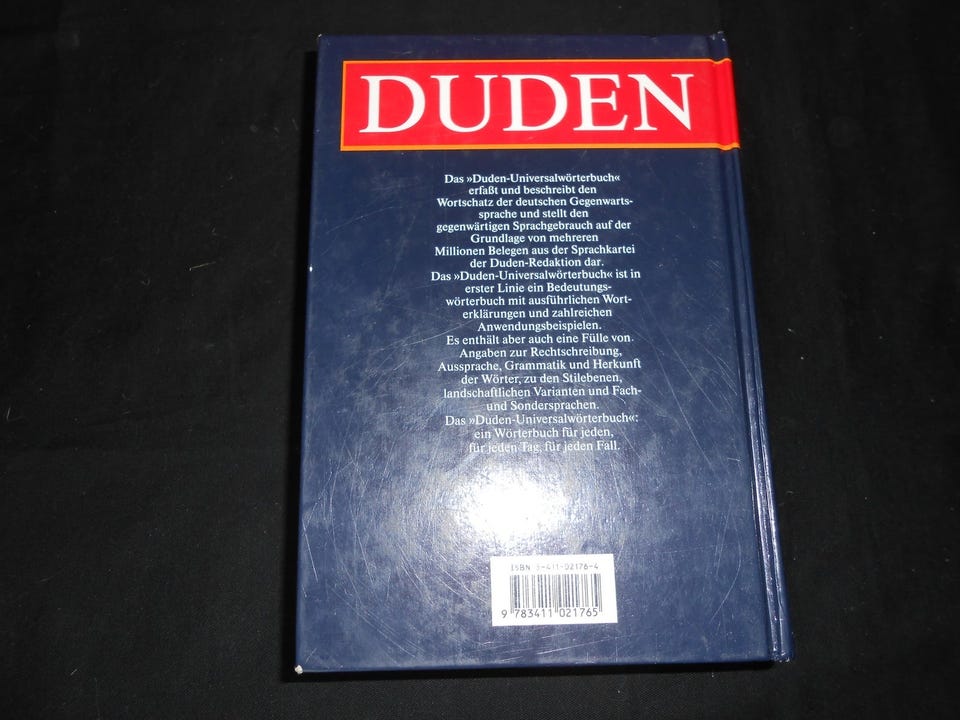 DUDEN
Das »Duden-Universalwörterbuch«
erfaßt und beschreibt den
Wortschatz der deutschen Gegenwarts-
sprache und stellt den
gegenwärtigen Sprachgebrauch auf der
Grundlage von mehreren
Millionen Belegen aus der Sprachkartei
der Duden-Redaktion dar.
Das »Duden-Universalwörterbuch« ist in
erster Linie ein Bedeutungs-
wörterbuch mit ausführlichen Wort-
erklärungen und zahlreichen
Anwendungsbeispielen.
Es enthält aber auch eine Fülle von
Angaben zur Rechtschreibung,
Aussprache, Grammatik und Herkunft
der Wörter, zu den Stilebenen,
landschaftlichen Varianten und Fach-
und Sondersprachen.
Das »Duden-Universalwörterbuch«:
ein Wörterbuch für jeden,
für jeden Tag, für jeden Fall.
ISBN 3-411-02176-4
9 783411 021765